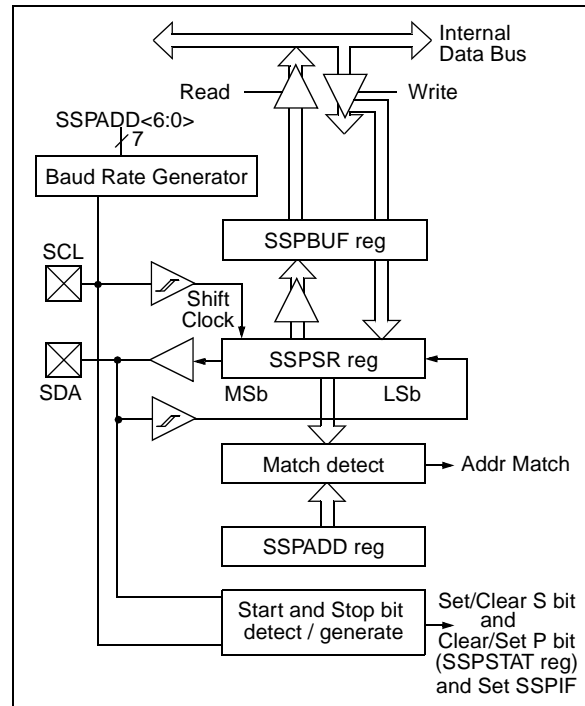 Internal
Data Bus
Read
Write
SSPADD<6:0>
7
Baud Rate Generator
SSPBUF reg
SCL
Shift
Clock
SSPSR reg
SDA
MSb
LSb
Match detect
Addr Match
SSPADD reg
Start and Stop bit
detect / generate
Set/Clear S bit
and
Clear/Set P bit
(SSPSTAT reg)
and Set SSPIF